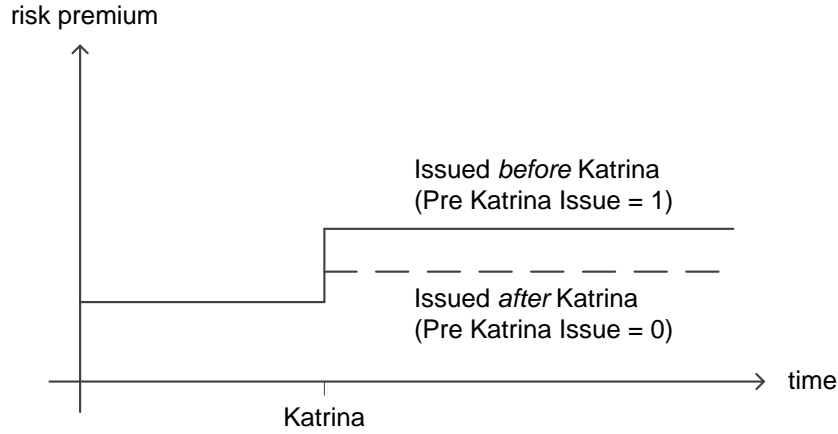 risk premium
Issued before Katrina
(Pre Katrina Issue = 1)
Issued after Katrina
(Pre Katrina Issue = 0)
time
Katrina